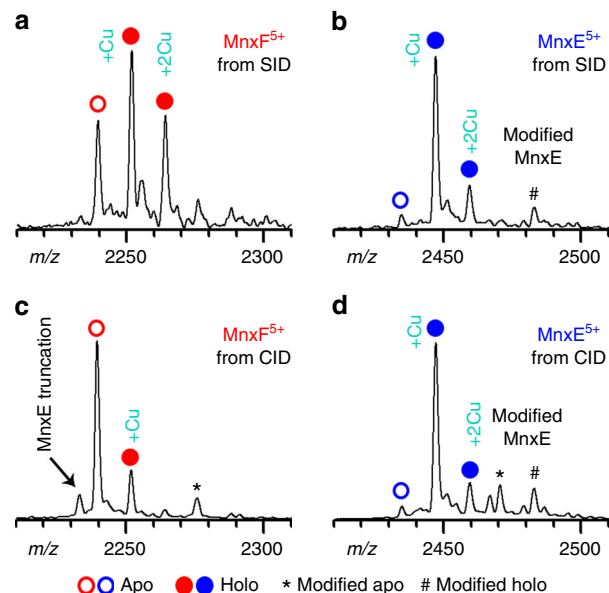 a
+Cu
+2Cu
MnxF5+
from SID
2250
2300
m/z
b
+Cu
+2Cu
MnxE5+
from SID
Modified
MnxE
#
2450
2500
m/z
c
MnxE truncation
+Cu
*
MnxF5+
from CID
2250
2300
m/z
d
+Cu
+2Cu
MnxE5+
from CID
Modified
MnxE
* #
2450
2500
m/z
Apo Holo * Modified apo # Modified holo